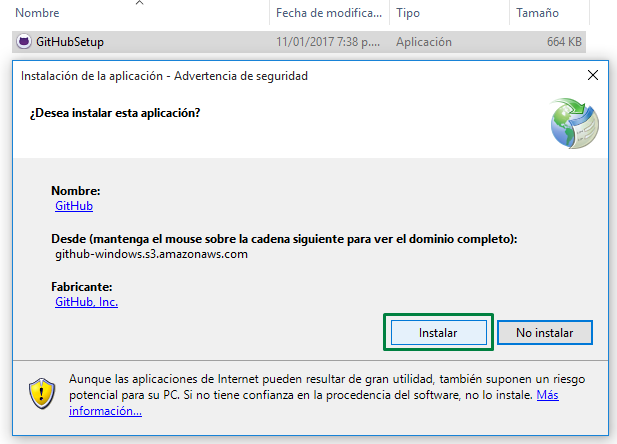 Nombre Fecha de modifica... Tipo Tamaño
GitHubSetup 11/01/2017 7:38 p.... Aplicación 664 KB
Instalación de la aplicación - Advertencia de seguridad
¿Desea instalar esta aplicación?
Nombre:
GitHub
Desde (mantenga el mouse sobre la cadena siguiente para ver el dominio completo):
github-windows.s3.amazonaws.com
Fabricante:
GitHub, Inc.
Instalar No instalar
Aunque las aplicaciones de Internet pueden resultar de gran utilidad, también suponen un riesgo
potencial para su PC. Si no tiene confianza en la procedencia del software, no lo instale. Más
información...